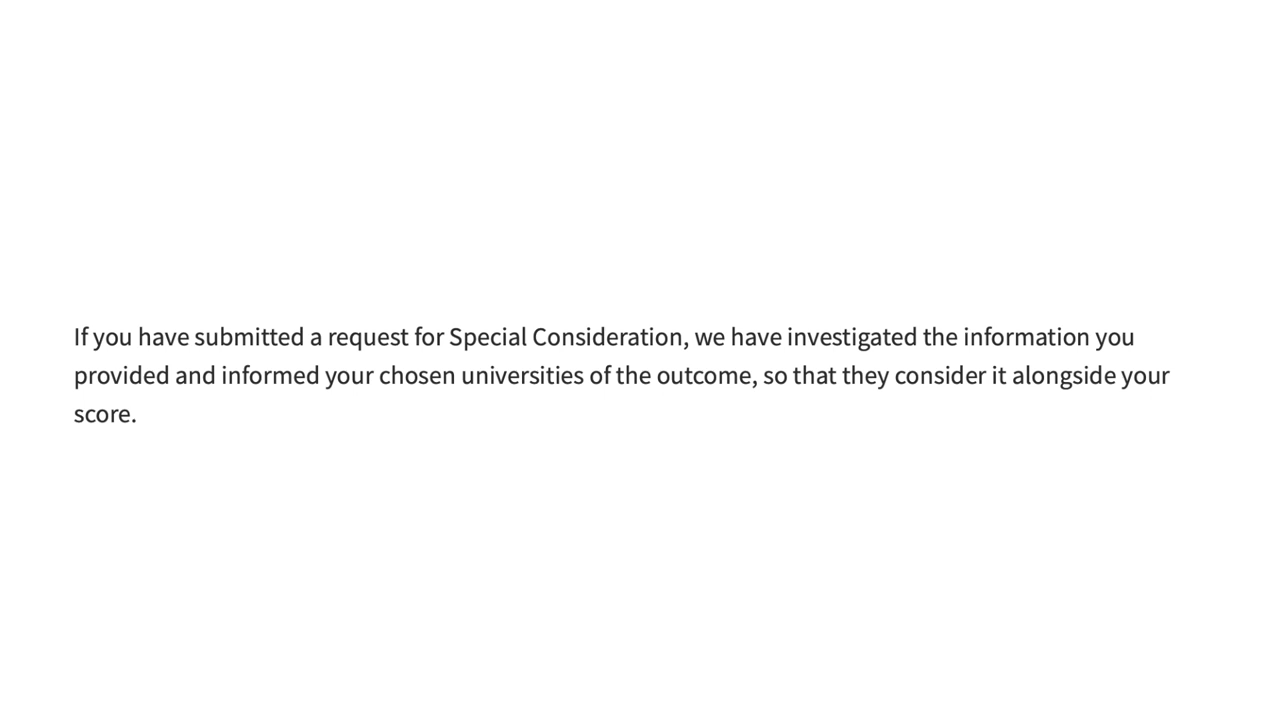 If you have submitted a request for Special Consideration, we have investigated the information you
provided and informed your chosen universities of the outcome, so that they consider it alongside your
score.